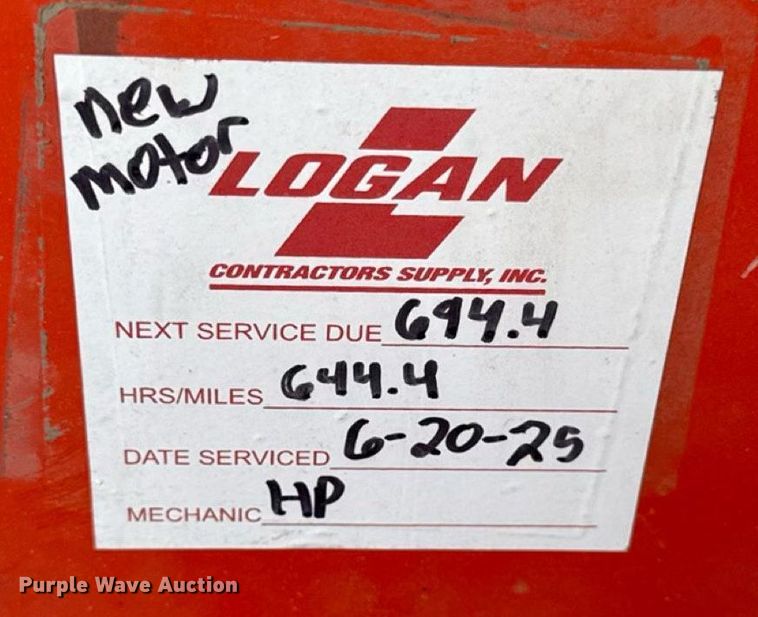 new
motor
LOGAN
CONTRACTORS SUPPLY, INC.
NEXT SERVICE DUE 694.4
HRS/MILES 644.4
DATE SERVICED 6-20-25
MECHANIC HP
Purple Wave Auction